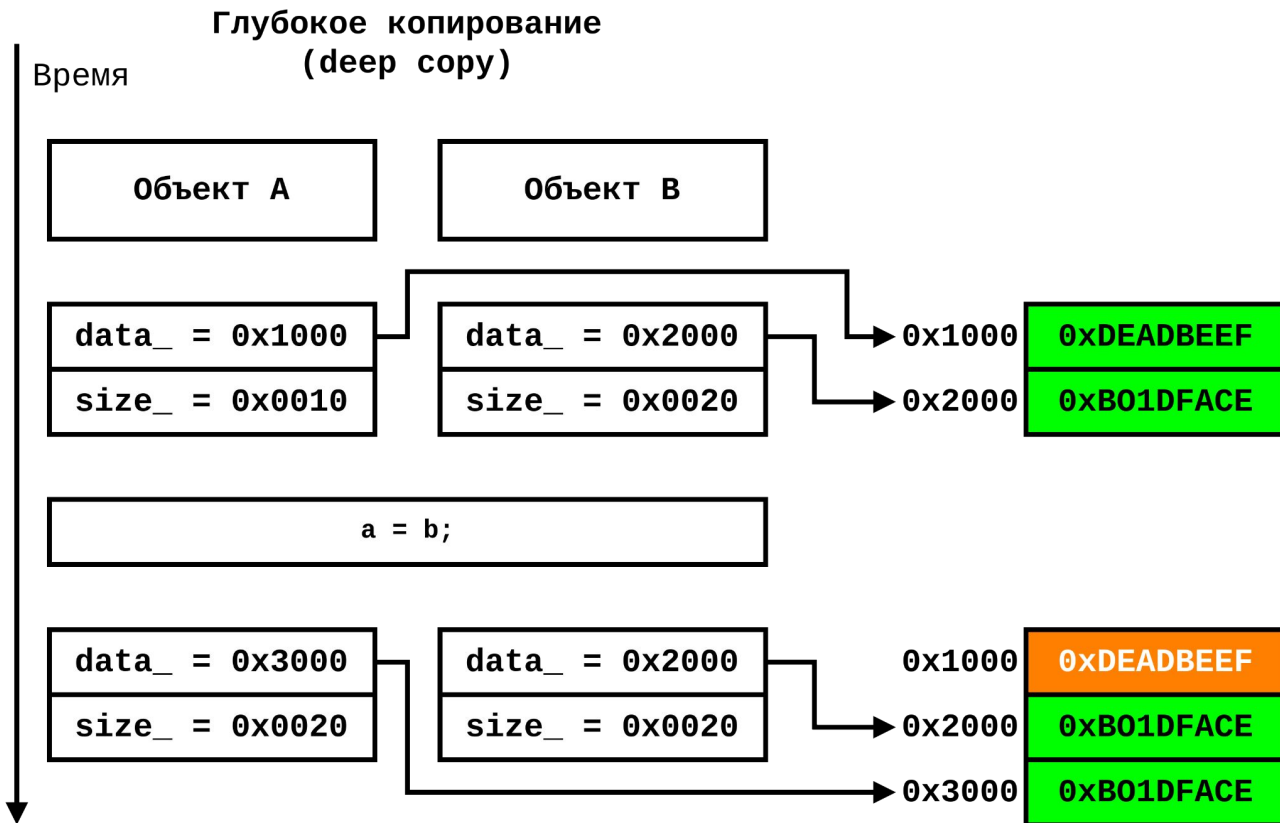 Глубокое копирование
(deep copy)
Время
Объект A
Объект B
data_ = 0x1000
data_ = 0x2000
0x1000
0xDEADBEEF
size_ = 0x0010
size_ = 0x0020
0x2000
0xBO1DFACE
a = b;
data_ = 0x3000
data_ = 0x2000
0x1000
0xDEADBEEF
size_ = 0x0020
size_ = 0x0020
0x2000
0xBO1DFACE
0x3000
0xBO1DFACE